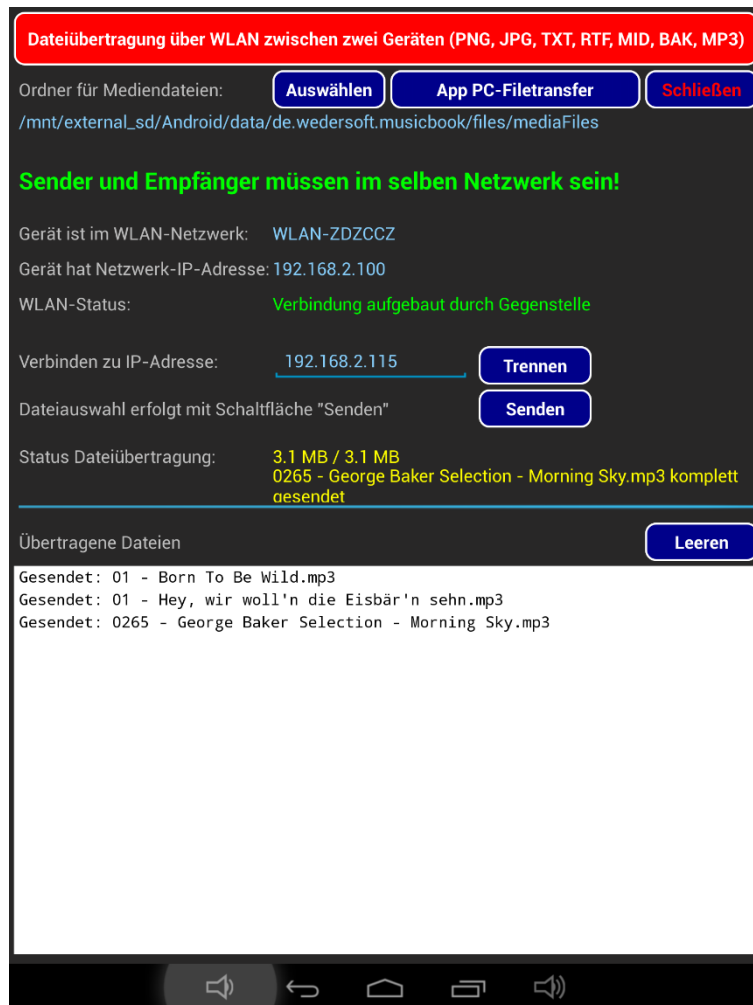 Dateiübertragung über WLAN zwischen zwei Geräten (PNG, JPG, TXT, RTF, MID, BAK, MP3)
Ordner für Mediendateien: Auswählen App PC-Filetransfer Schließen
/mnt/external_sd/Android/data/de.wedersoft.musicbook/files/mediaFiles
Sender und Empfänger müssen im selben Netzwerk sein!
Gerät ist im WLAN-Netzwerk: WLAN-ZDZCCZ
Gerät hat Netzwerk-IP-Adresse: 192.168.2.100
WLAN-Status: Verbindung aufgebaut durch Gegenstelle
Verbinden zu IP-Adresse: 192.168.2.115 Trennen
Dateiauswahl erfolgt mit Schaltfläche "Senden" Senden
Status Dateiübertragung: 3.1 MB / 3.1 MB
0265 - George Baker Selection - Morning Sky.mp3 komplett
gesendet
Übertragene Dateien Leeren
Gesendet: 01 - Born To Be Wild.mp3
Gesendet: 01 - Hey, wir woll'n die Eisbär'n sehn.mp3
Gesendet: 0265 - George Baker Selection - Morning Sky.mp3